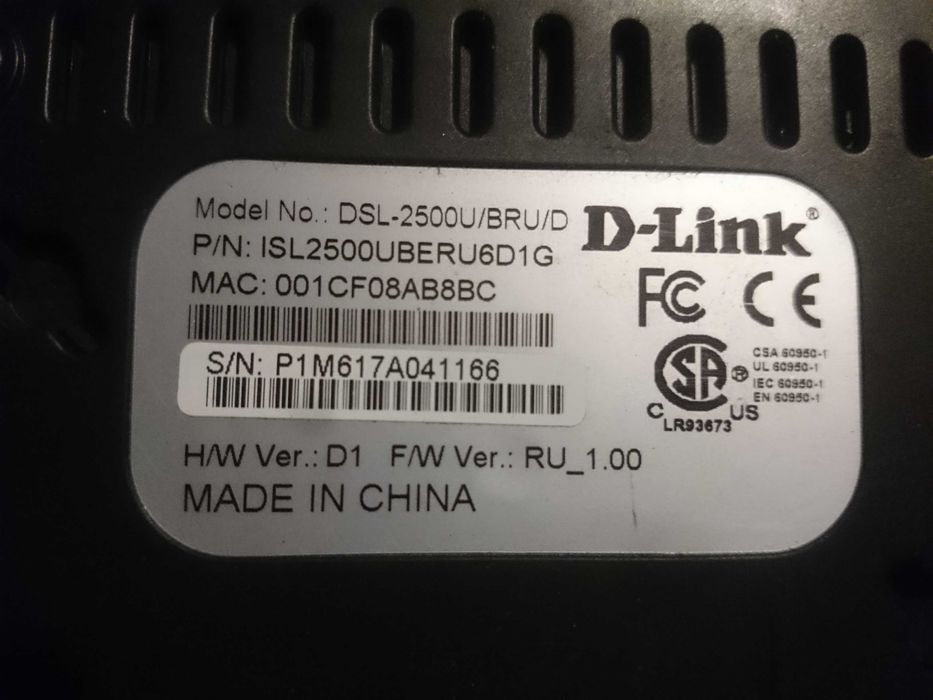 Model No.: DSL-2500U/BRU/D
D-Link®
P/N: ISL2500UBERU6D1G
MAC: 001CF08AB8BC
FC CE
S/N: P1M617A041166
CSA®
C US
LR93673
CSA 60950-1
UL 60950-1
IEC 60950-1
EN 60950-1
H/W Ver.: D1 F/W Ver.: RU_1.00
MADE IN CHINA